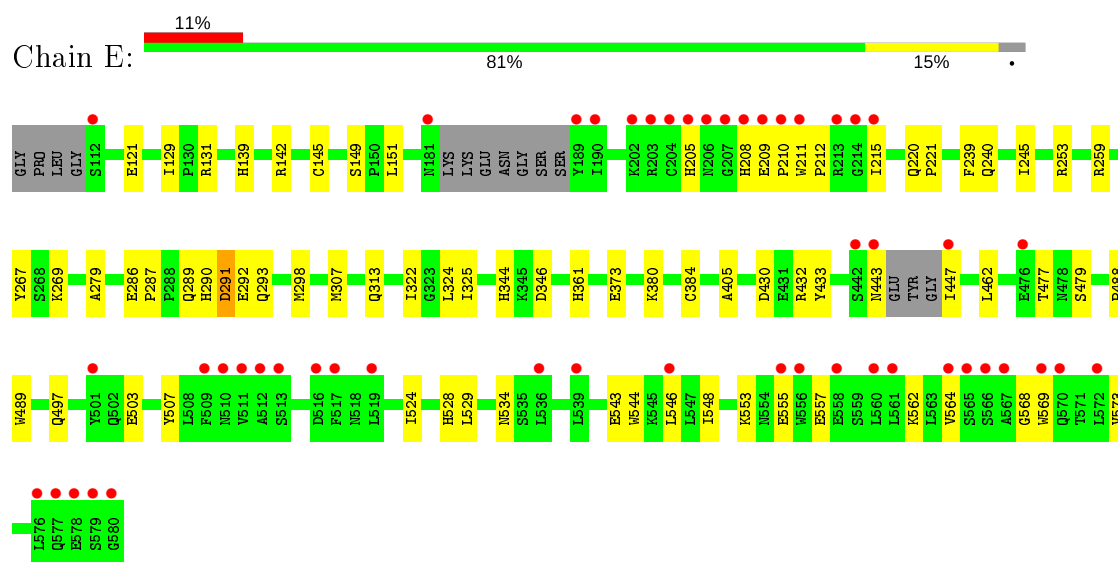 11%
Chain E:
81% 15% •
GLY PRO LEU GLY S112 E121 I129 P130 R131 H139 R142 C145 S149 P150 L151 N181 LYS LYS GLU ASN GLY SER SER Y189 I190 K202 R203 C204 H205 N206 G207 H208 E209 P210 W211 P212 R213 G214 I215 Q220 P221 F239 Q240 I245 R253 R259
Y267 S268 K269 A279 E286 P287 P288 Q289 H290 D291 E292 Q293 M298 M307 Q313 I322 G323 L324 I325 H344 K345 D346 H361 E373 K380 C384 A405 D430 E431 R432 Y433 S442 N443 GLU TYR GLY I447 L462 E476 T477 N478 S479
W489 Q497 Y501 Q502 E503 Y507 L508 F509 N510 V511 A512 S513 D516 F517 N518 L519 I524 H528 L529 N534 S535 L536 L539 E543 W544 K545 L546 L547 I548 K553 N554 E555 W556 E557 E558 S559 L560 L561 K562 L563 V564 S565 S566 A567 G568 W569 Q570 T571 L572
L576 Q577 E578 S579 G580